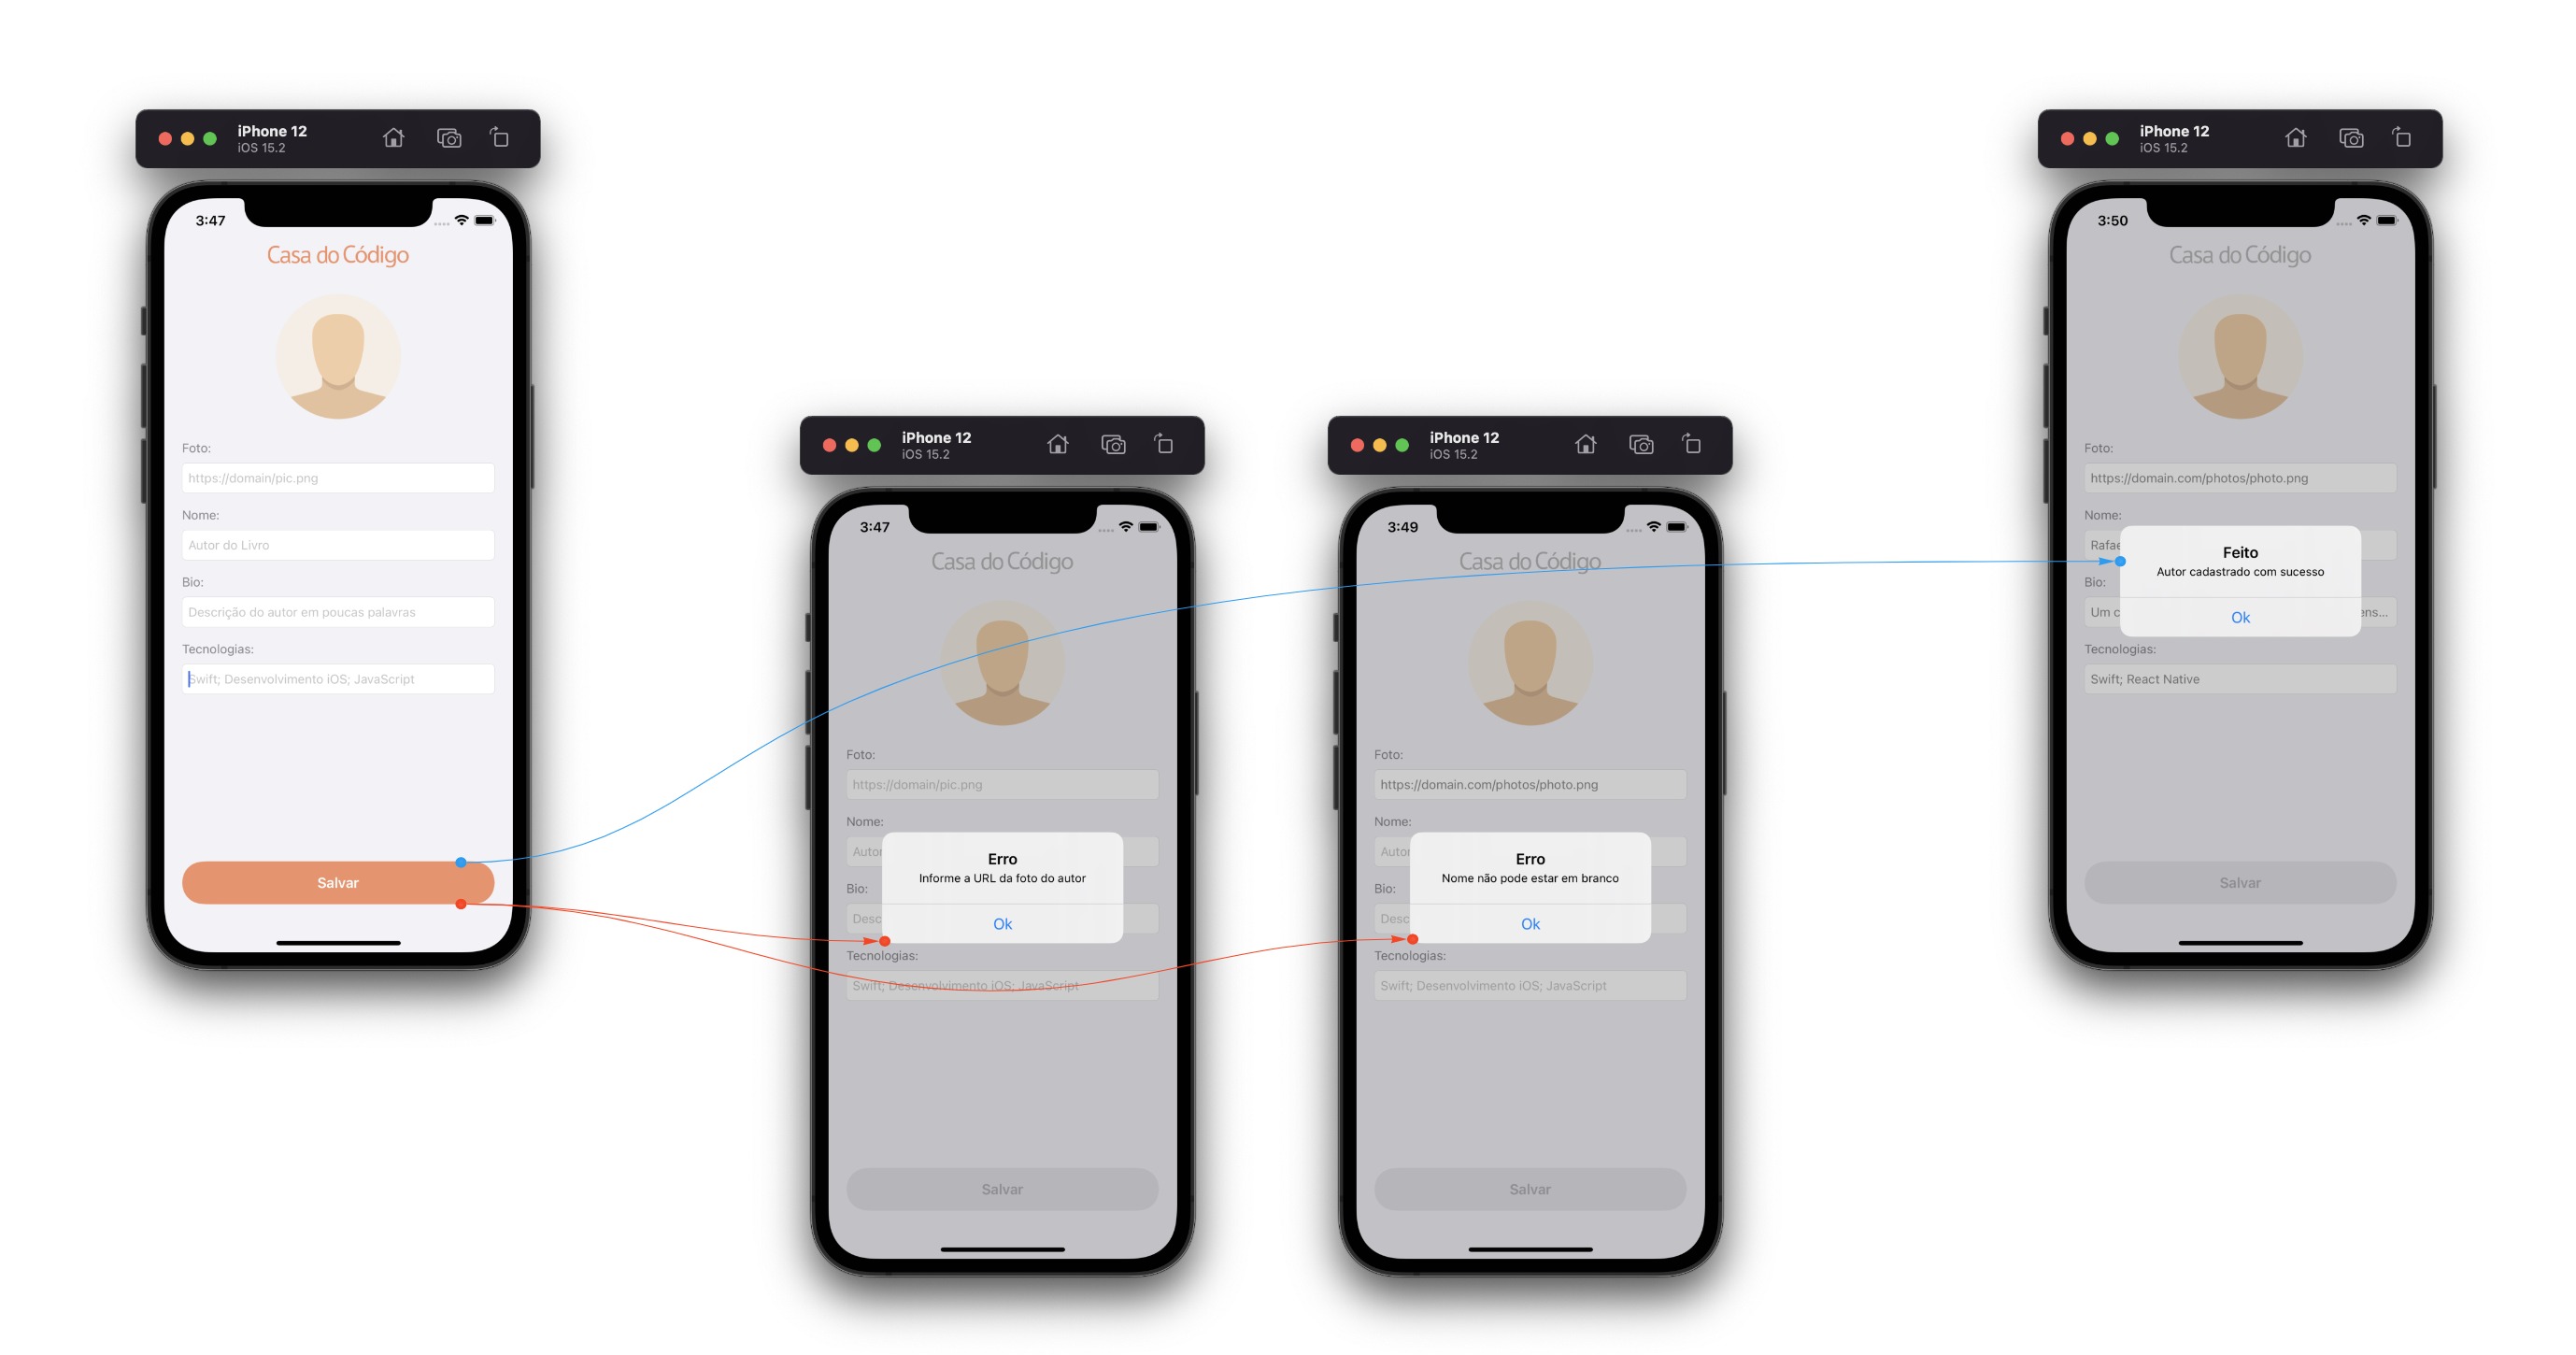 iPhone 12
iOS 15.2
3:47
Casa do Código
Foto:
https://domain/pic.png
Nome:
Autor do Livro
Bio:
Descrição do autor em poucas palavras
Tecnologias:
Swift; Desenvolvimento iOS; JavaScript
Salvar
iPhone 12
iOS 15.2
3:47
Casa do Código
Foto:
https://domain/pic.png
Nome:
Autor
Erro
Informe a URL da foto do autor
Bio:
Desc
Ok
Tecnologias:
Swift; Desenvolvimento iOS; JavaScript
Salvar
iPhone 12
iOS 15.2
3:49
Casa do Código
Foto:
https://domain.com/photos/photo.png
Nome:
Autor
Erro
Nome não pode estar em branco
Bio:
Desc
Ok
Tecnologias:
Swift; Desenvolvimento iOS; JavaScript
Salvar
iPhone 12
iOS 15.2
3:50
Casa do Código
Foto:
https://domain.com/photos/photo.png
Nome:
Rafae
Feito
Autor cadastrado com sucesso
Bio:
Um c ens...
Ok
Tecnologias:
Swift; React Native
Salvar